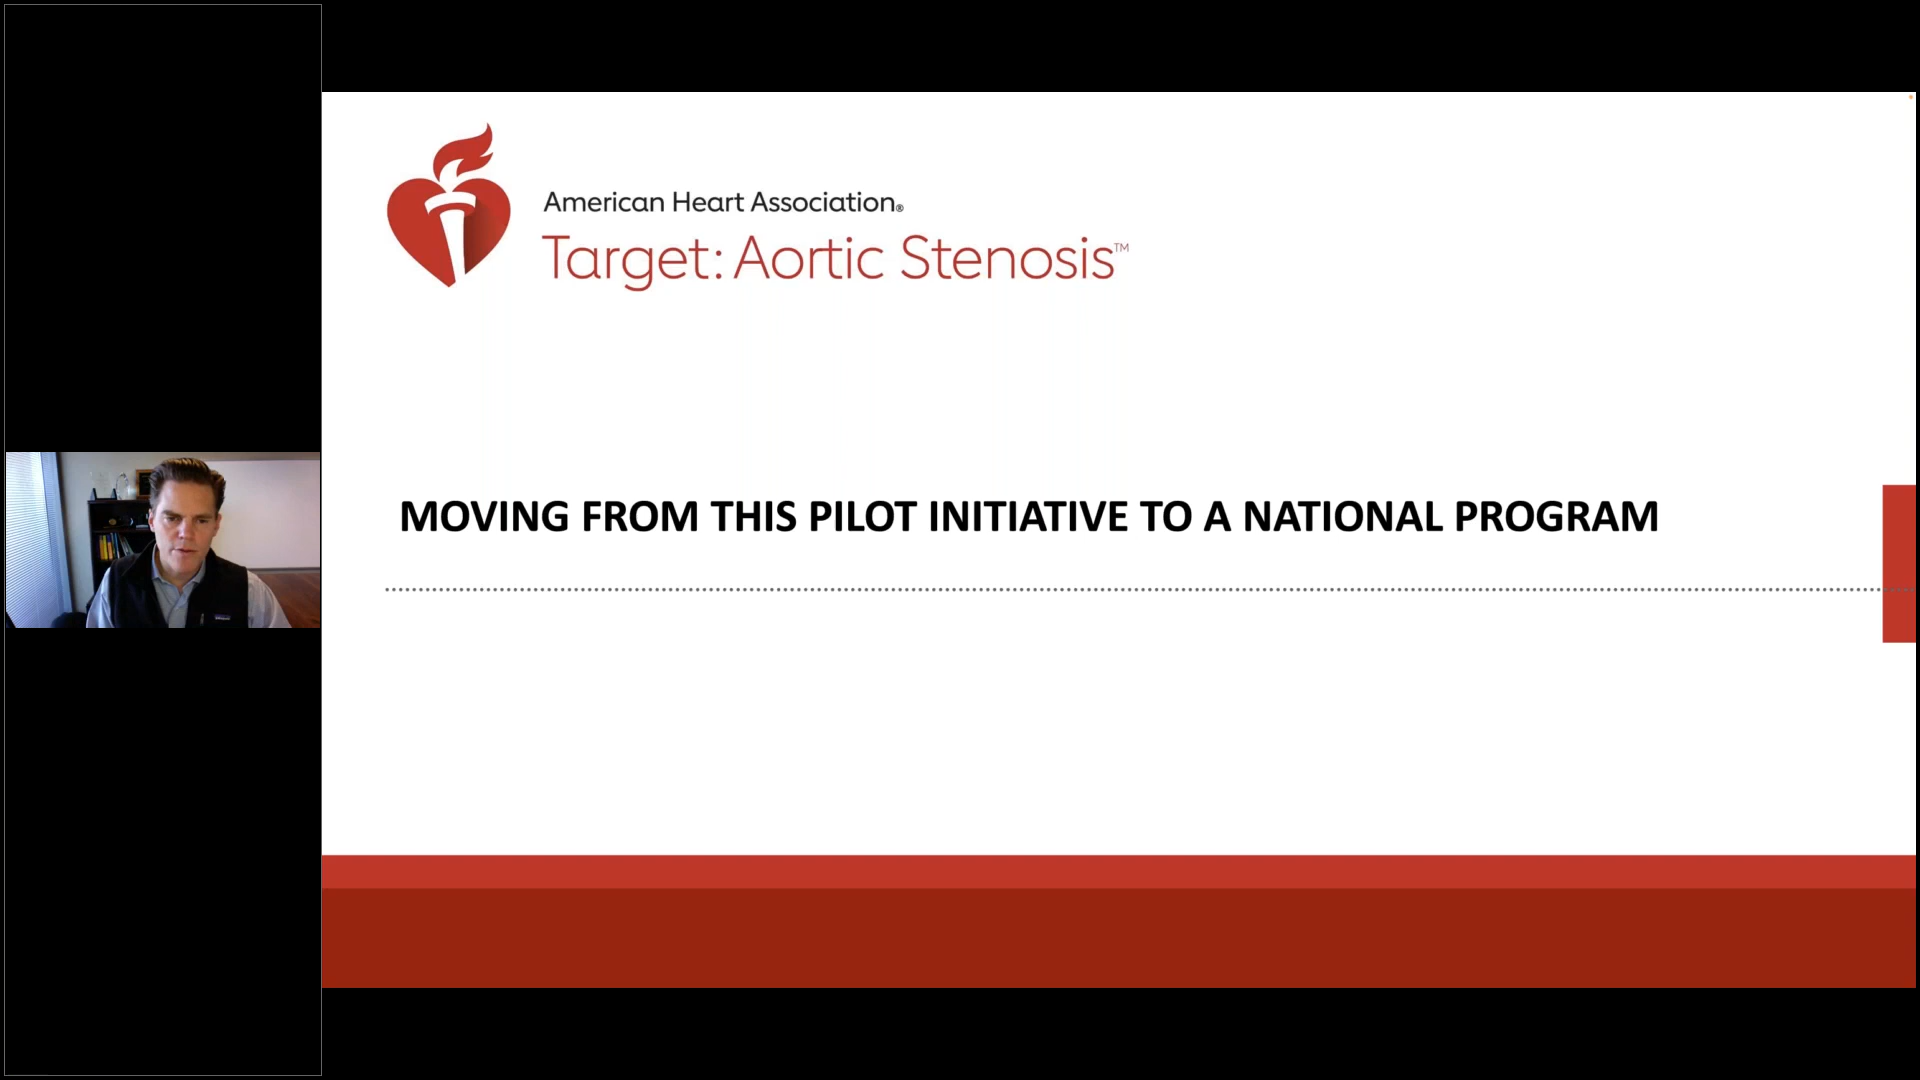 American Heart Association®
Target: Aortic Stenosis™
MOVING FROM THIS PILOT INITIATIVE TO A NATIONAL PROGRAM